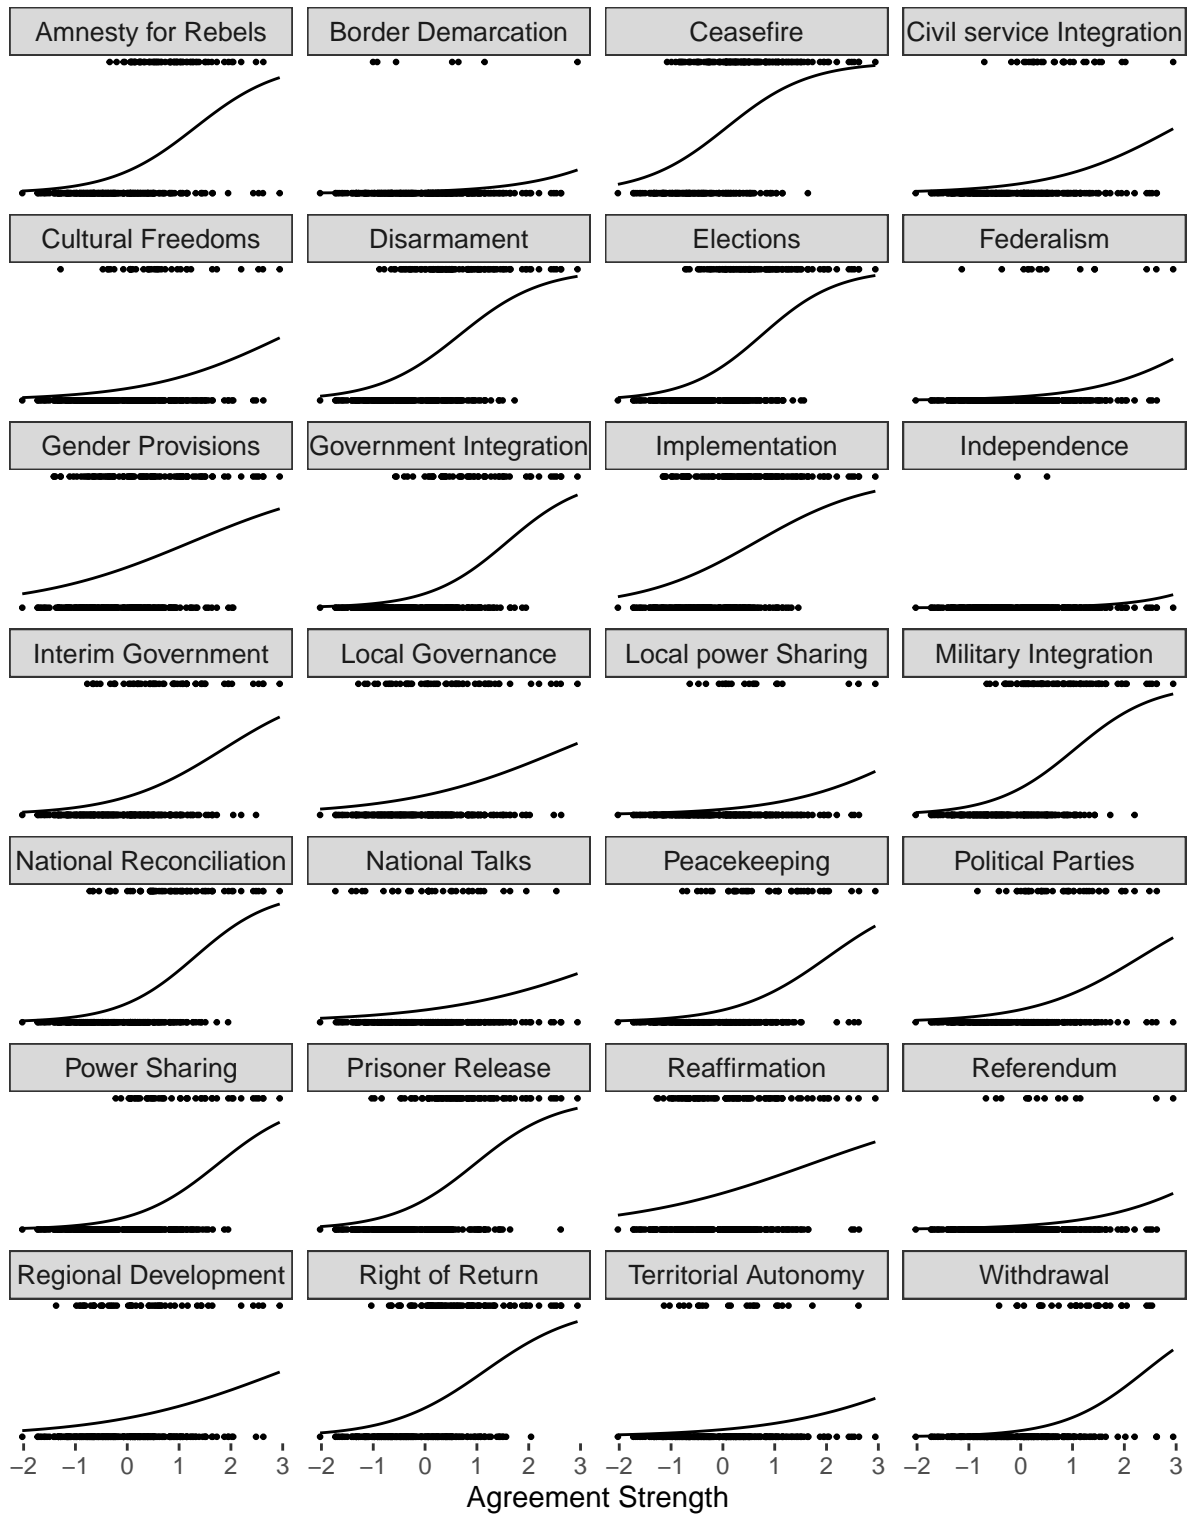 Amnesty for Rebels
Border Demarcation
Ceasefire
Civil service Integration
Cultural Freedoms
Disarmament
Elections
Federalism
Gender Provisions
Government Integration
Implementation
Independence
Interim Government
Local Governance
Local power Sharing
Military Integration
National Reconciliation
National Talks
Peacekeeping
Political Parties
Power Sharing
Prisoner Release
Reaffirmation
Referendum
Regional Development
Right of Return
Territorial Autonomy
Withdrawal
−2 −1 0 1 2 3 −2 −1 0 1 2 3 −2 −1 0 1 2 3 −2 −1 0 1 2 3
Agreement Strength